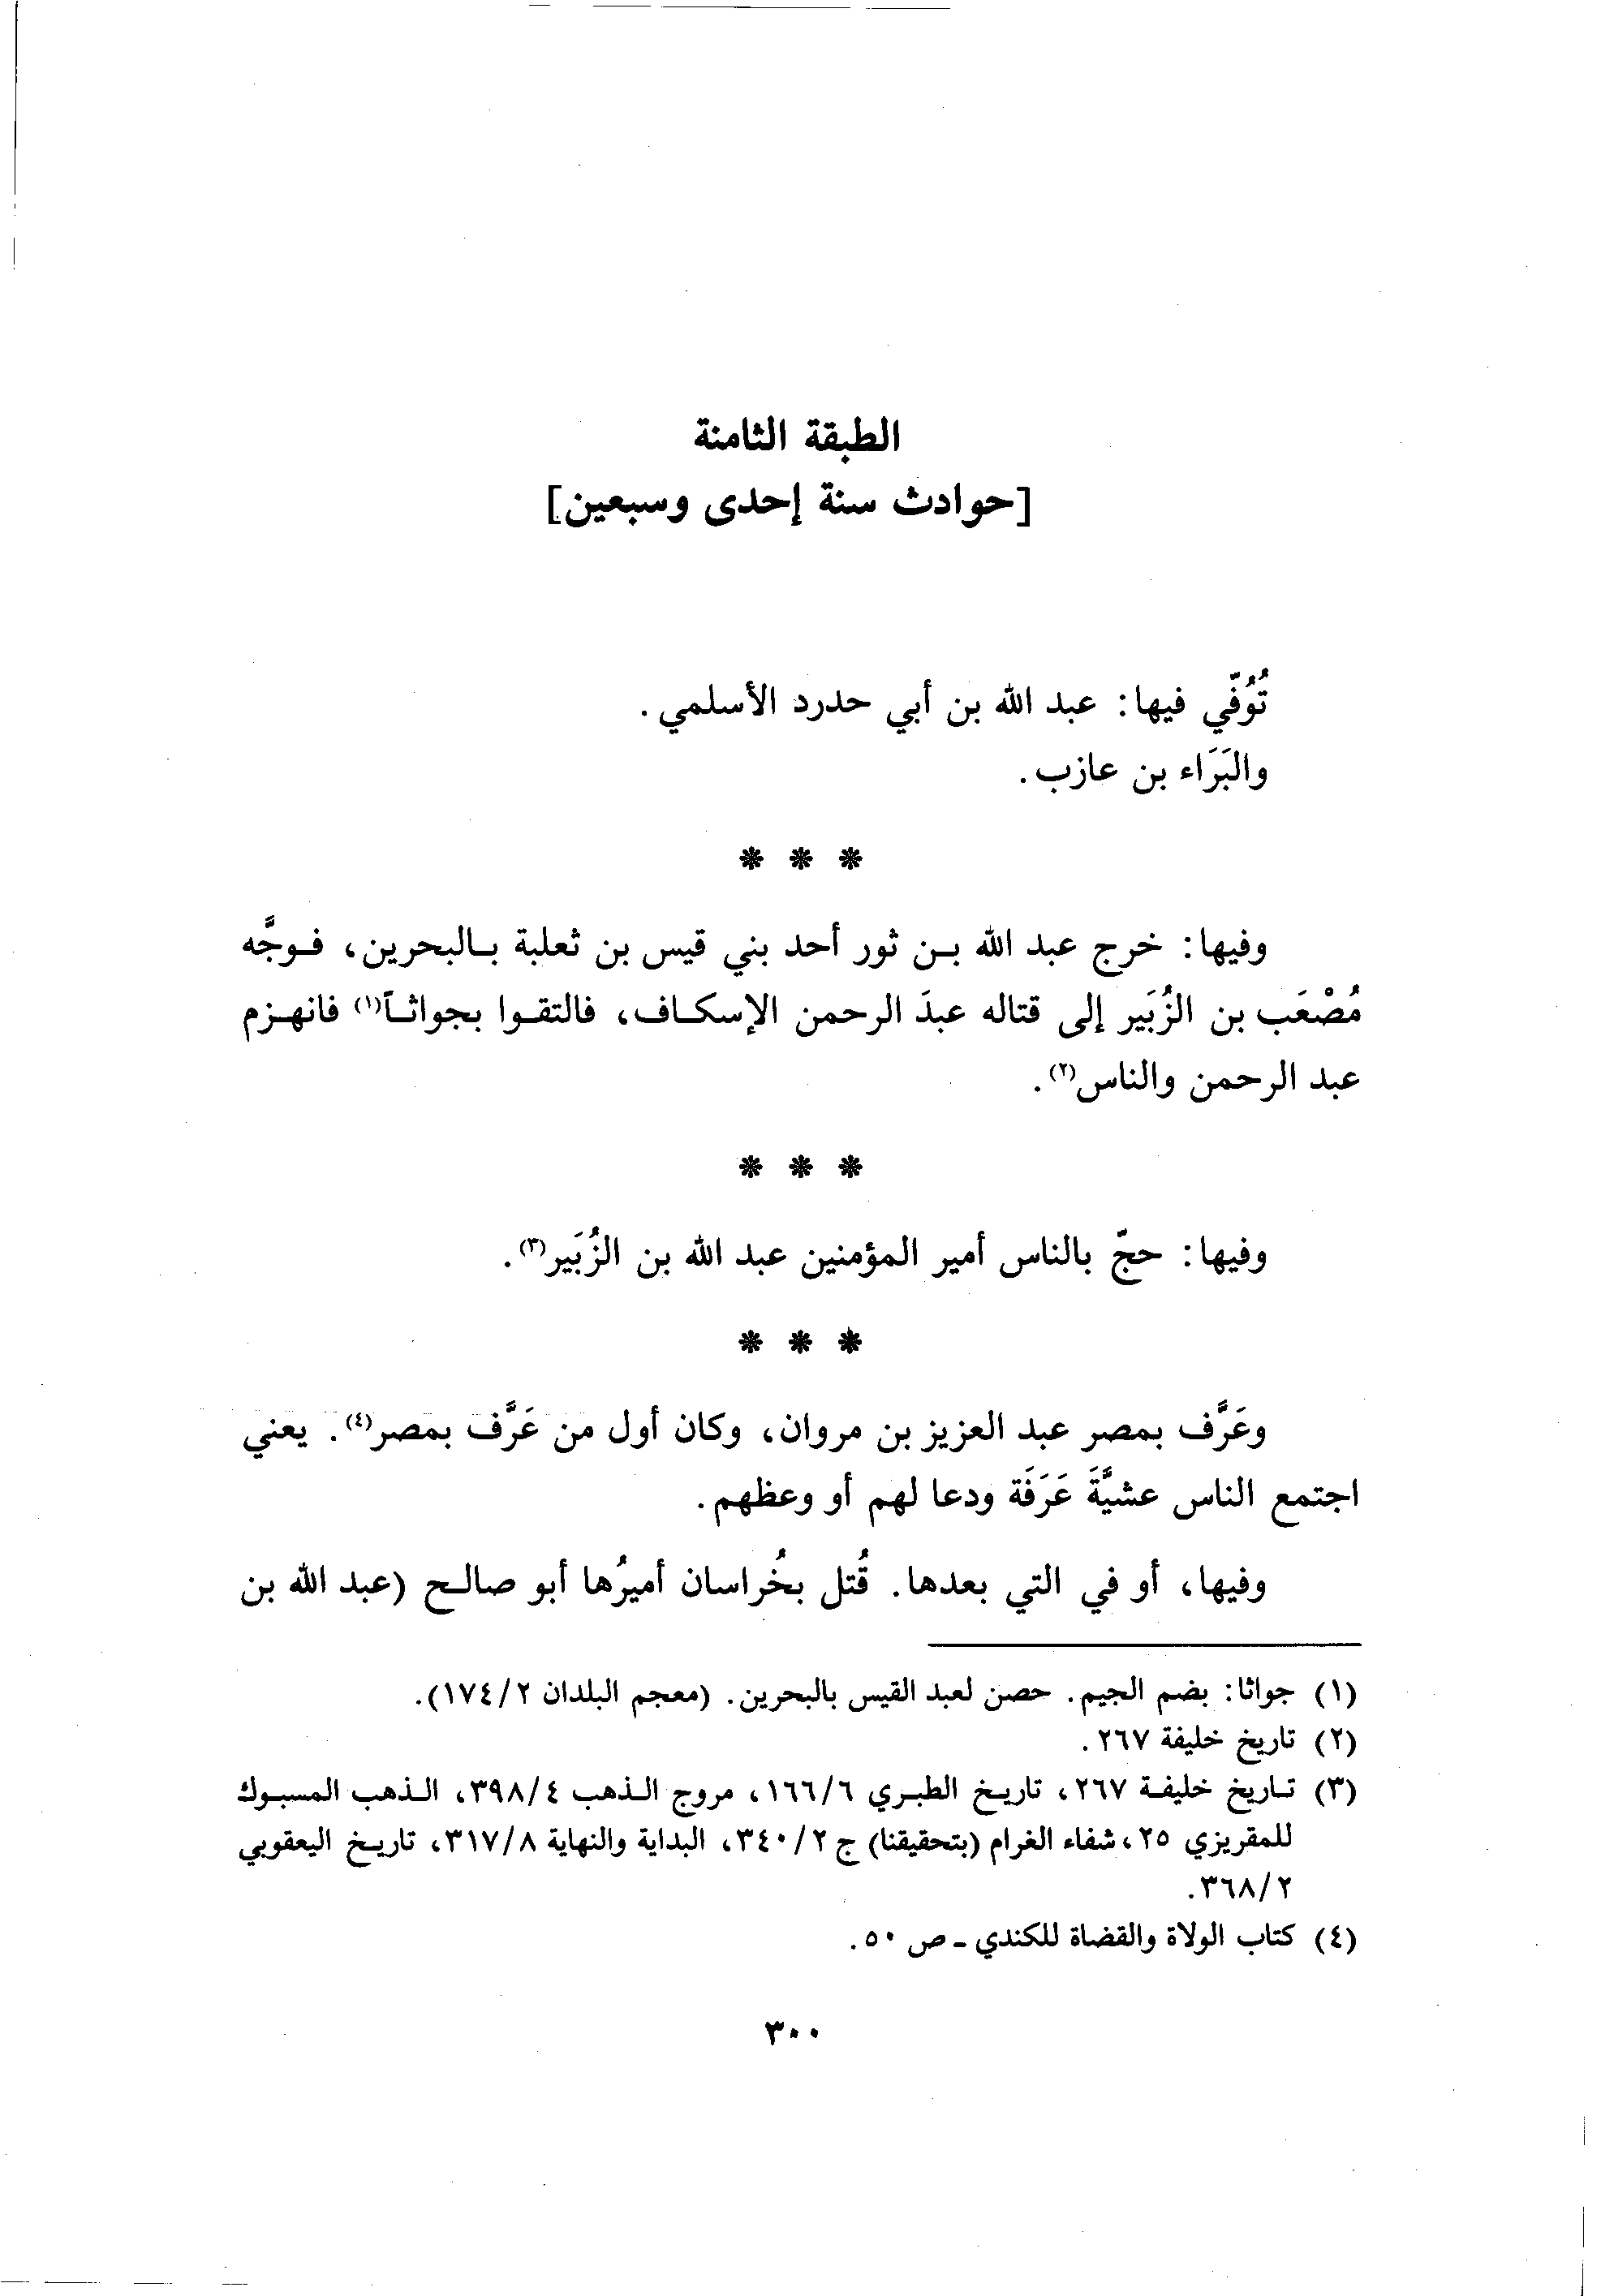 الطبقة الثامنة
[حوادث سنة إحدى وسبعين]
تُوُفّي فيها: عبد الله بن أبي حدرد الأسلمي.
والبَرَاء بن عازب.
* * *
وفيها: خرج عبد الله بن ثور أحد بني قيس بن ثعلبة بالبحرين، فوجَّه
مُصْعَب بن الزُبَير إلى قتاله عبدَ الرحمن الإسكاف، فالتقوا بجواثاً(١) فانهزم
عبد الرحمن والناس(٢).
* * *
وفيها: حجّ بالناس أمير المؤمنين عبد الله بن الزُبَير(٣).
* * *
وعَرَّف بمصر عبد العزيز بن مروان، وكان أول من عَرَّف بمصر(٤). يعني
اجتمع الناس عشيَّةَ عَرَفَة ودعا لهم أو وعظهم.
وفيها، أو في التي بعدها. قُتل بخُراسان أميرُها أبو صالح (عبد الله بن
(١) جواثا: بضم الجيم. حصن لعبد القيس بالبحرين. (معجم البلدان ١٧٤/٢).
(٢) تاريخ خليفة ٢٦٧.
(٣) تاريخ خليفة ٢٦٧، تاريخ الطبري ١٦٦/٦، مروج الذهب ٣٩٨/٤، الذهب المسبوك
للمقريزي ٢٥، شفاء الغرام (بتحقيقنا) ج ٣٤٠/٢، البداية والنهاية ٣١٧/٨، تاريخ اليعقوبي
٣٦٨/٢.
(٤) كتاب الولاة والقضاة للكندي - ص ٥٠.
٣٠٠